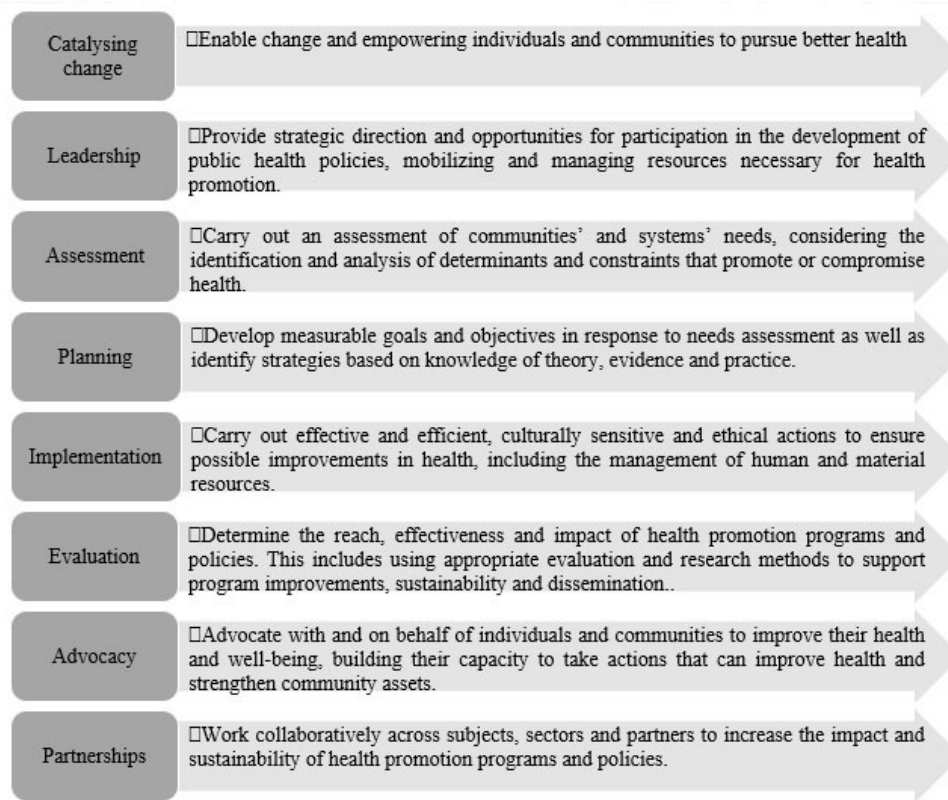 Catalysing
change
□Enable change and empowering individuals and communities to pursue better health
Leadership
□Provide strategic direction and opportunities for participation in the development of
public health policies, mobilizing and managing resources necessary for health
promotion.
Assessment
□Carry out an assessment of communities’ and systems’ needs, considering the
identification and analysis of determinants and constraints that promote or compromise
health.
Planning
□Develop measurable goals and objectives in response to needs assessment as well as
identify strategies based on knowledge of theory, evidence and practice.
Implementation
□Carry out effective and efficient, culturally sensitive and ethical actions to ensure
possible improvements in health, including the management of human and material
resources.
Evaluation
□Determine the reach, effectiveness and impact of health promotion programs and
policies. This includes using appropriate evaluation and research methods to support
program improvements, sustainability and dissemination..
Advocacy
□Advocate with and on behalf of individuals and communities to improve their health
and well-being, building their capacity to take actions that can improve health and
strengthen community assets.
Partnerships
□Work collaboratively across subjects, sectors and partners to increase the impact and
sustainability of health promotion programs and policies.